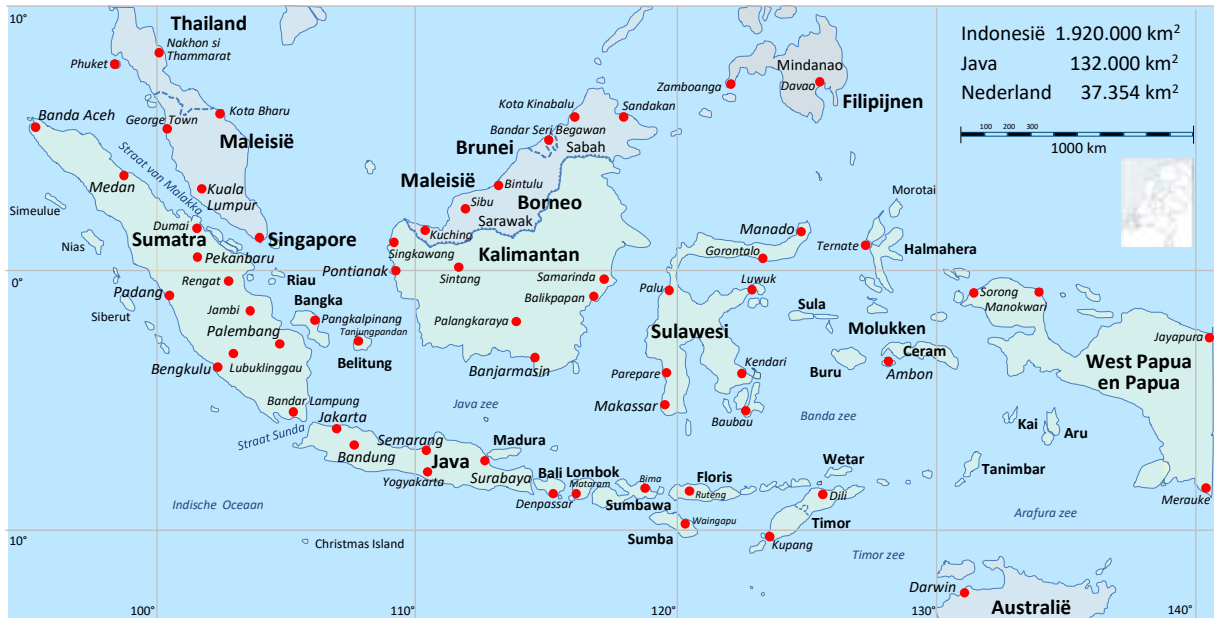 10°
Thailand
Nakhon si
Thammarat
Phuket
Indonesië 1.920.000 km²
Java 132.000 km²
Nederland 37.354 km²
100 200 300
1000 km
Mindanao
Davao
Zamboanga
Filipijnen
Kota Kinabalu
Sandakan
Banda Aceh
George Town
Kota Bharu
Maleisië
Bandar Seri Begawan
Brunei
Sabah
Straat van Malakka
Medan
Kuala
Lumpur
Maleisië
Bintulu
Borneo
Sibu
Sarawak
Kuching
Morotai
Simeulue
Nias
Dumai
Sumatra
Singapore
Pekanbaru
Singkawang
Kalimantan
Manado
Gorontalo
Ternate
Halmahera
0°
Rengat
Riau
Pontianak
Sintang
Samarinda
Balikpapan
Palu
Luwuk
Sorong
Manokwari
Padang
Siberut
Jambi
Bangka
Pangkalpinang
Tanjungpandan
Palembang
Belitung
Palangkaraya
Sulawesi
Sula
Molukken
Jayapura
Bengkulu
Lubuklinggau
Banjarmasin
Parepare
Kendari
Buru
Ceram
Ambon
West Papua
en Papua
Bandar Lampung
Jakarta
Straat Sunda
Java zee
Makassar
Baubau
Banda zee
Kai
Aru
Semarang
Madura
Bandung
Java
Surabaya
Yogyakarta
Bali
Lombok
Mataram
Denpassar
Bima
Sumbawa
Floris
Ruteng
Wetar
Dili
Tanimbar
Merauke
Indische Oceaan
Waingapu
Sumba
Timor
Kupang
Arafura zee
10°
Christmas Island
Timor zee
Darwin
Australië
100°
110°
120°
130°
140°